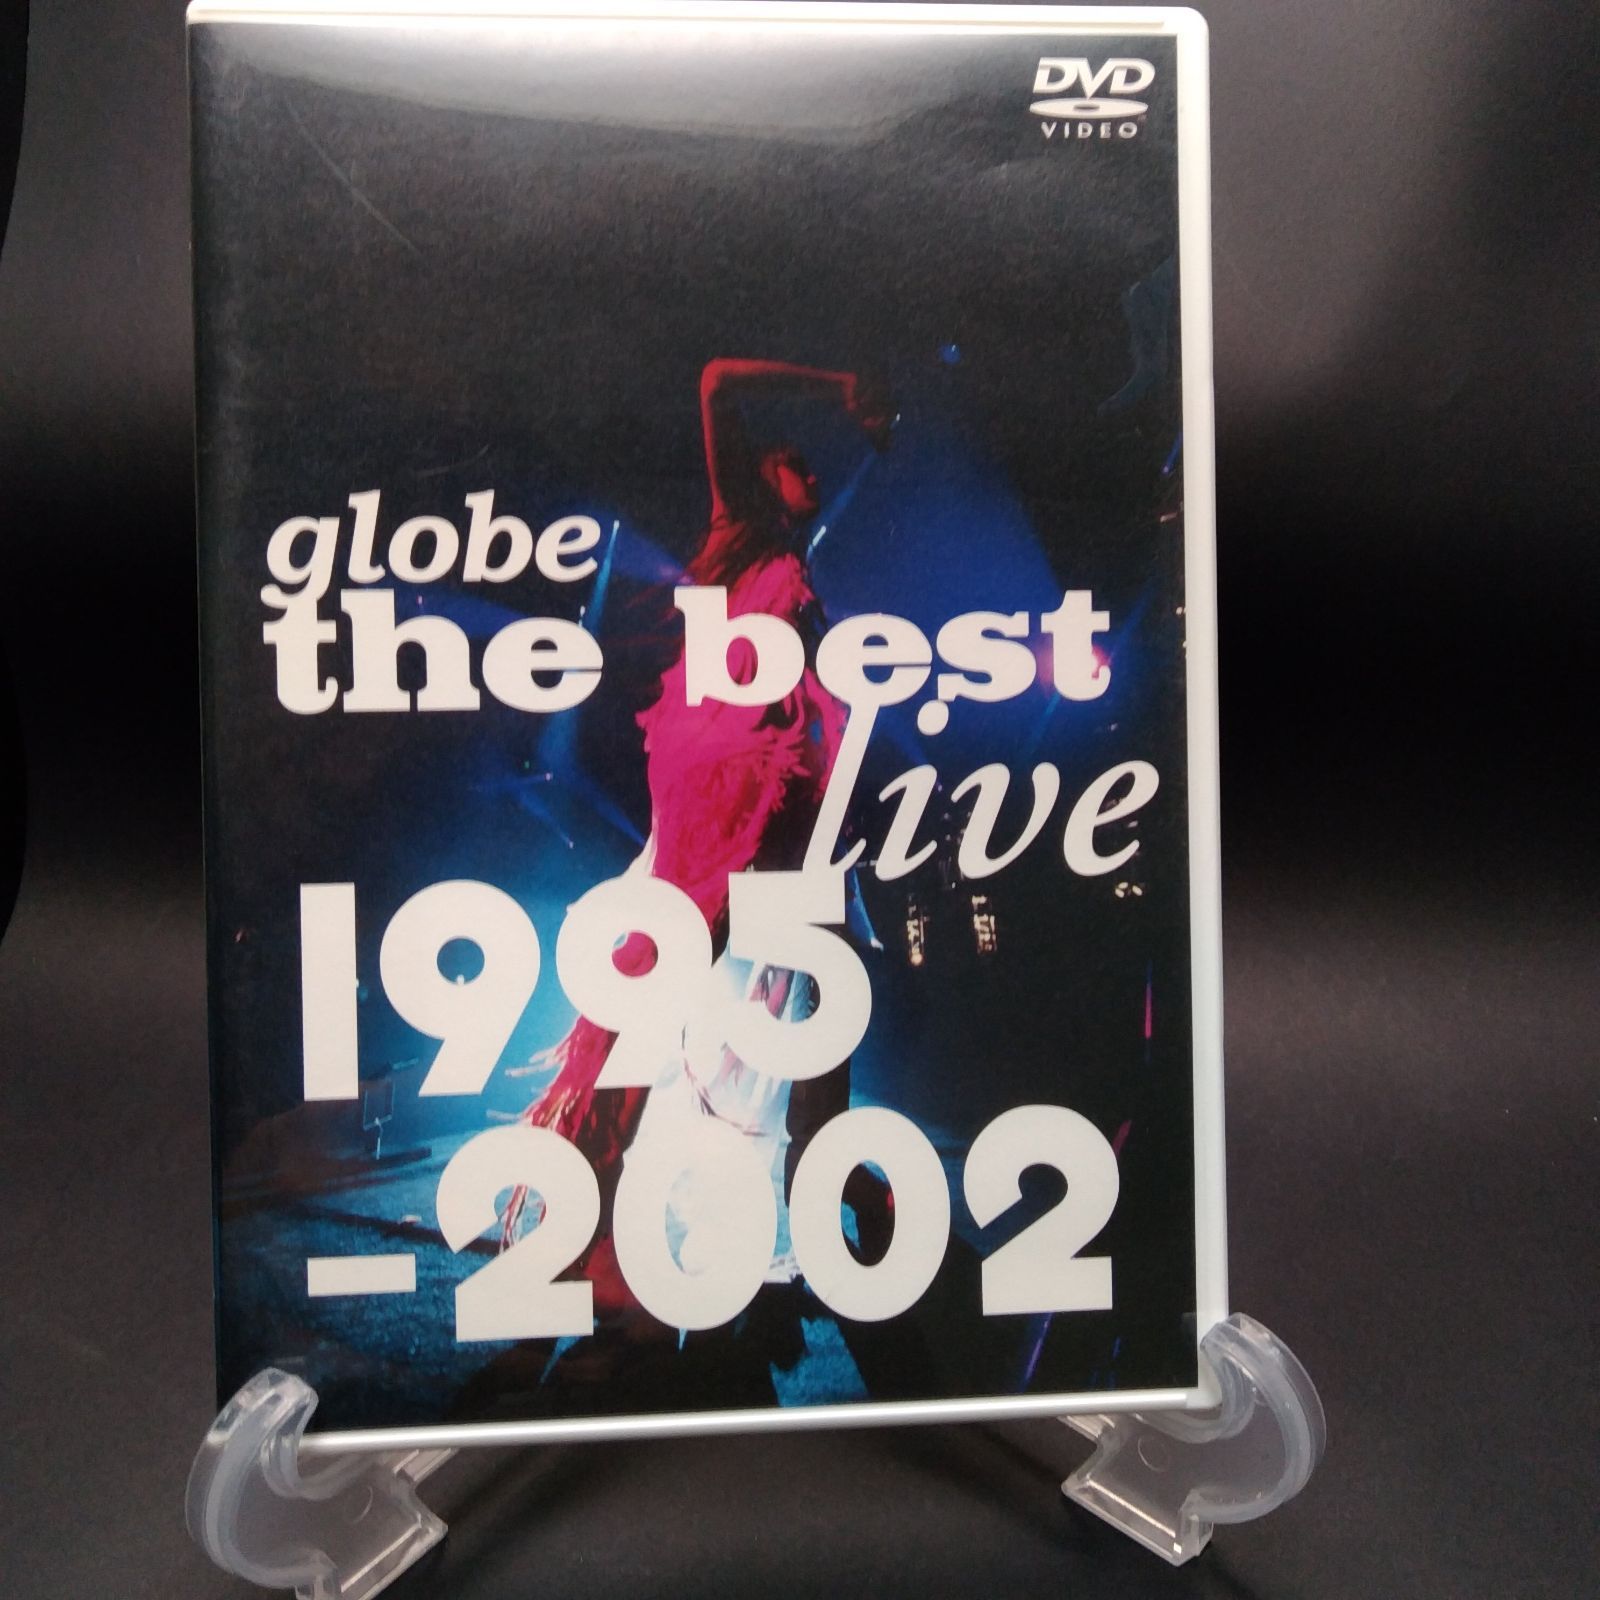 DVD
VIDEO
globe
the best
live
1995
-2002